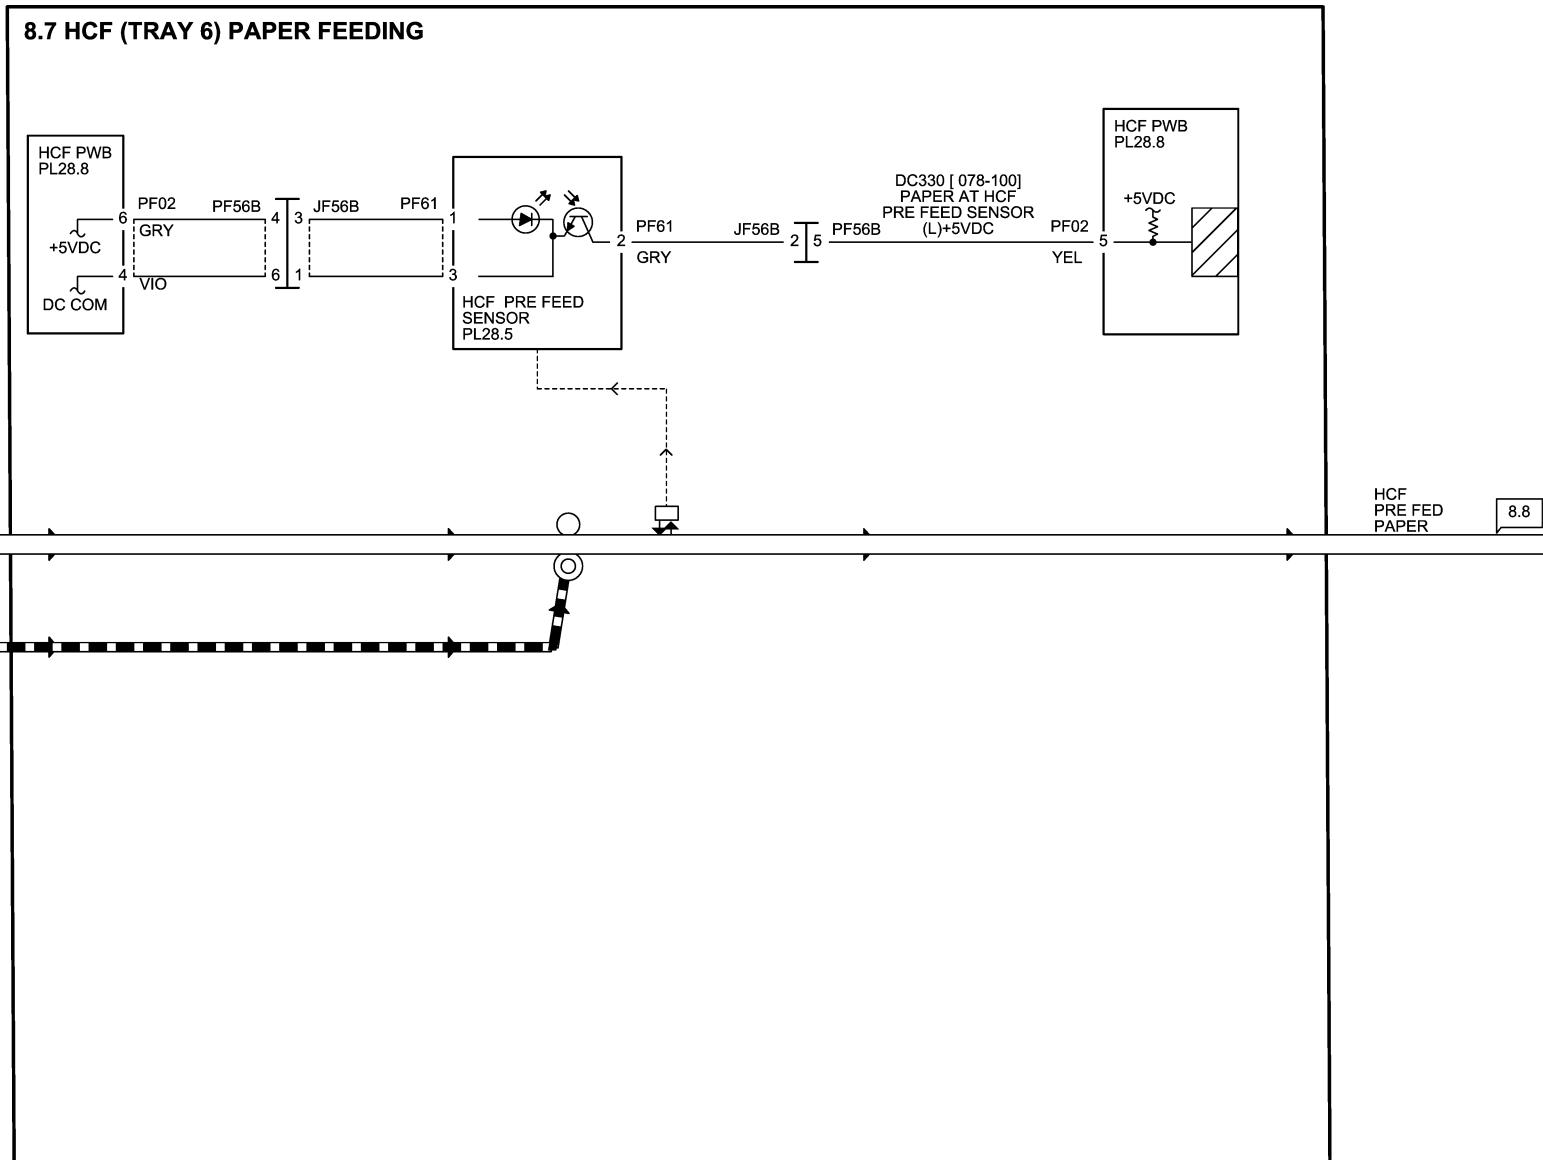 8.7 HCF (TRAY 6) PAPER FEEDING
HCF PWB
PL28.8
6
+5VDC
4
DC COM
PF02
GRY
VIO
PF56B
4
3
JF56B
6
1
PF61
1
3
HCF PRE FEED
SENSOR
PL28.5
2
PF61
GRY
JF56B
2
5
PF56B
DC330 [ 078-100]
PAPER AT HCF
PRE FEED SENSOR
(L)+5VDC
PF02
YEL
5
HCF PWB
PL28.8
+5VDC
HCF
PRE FED
PAPER
8.8